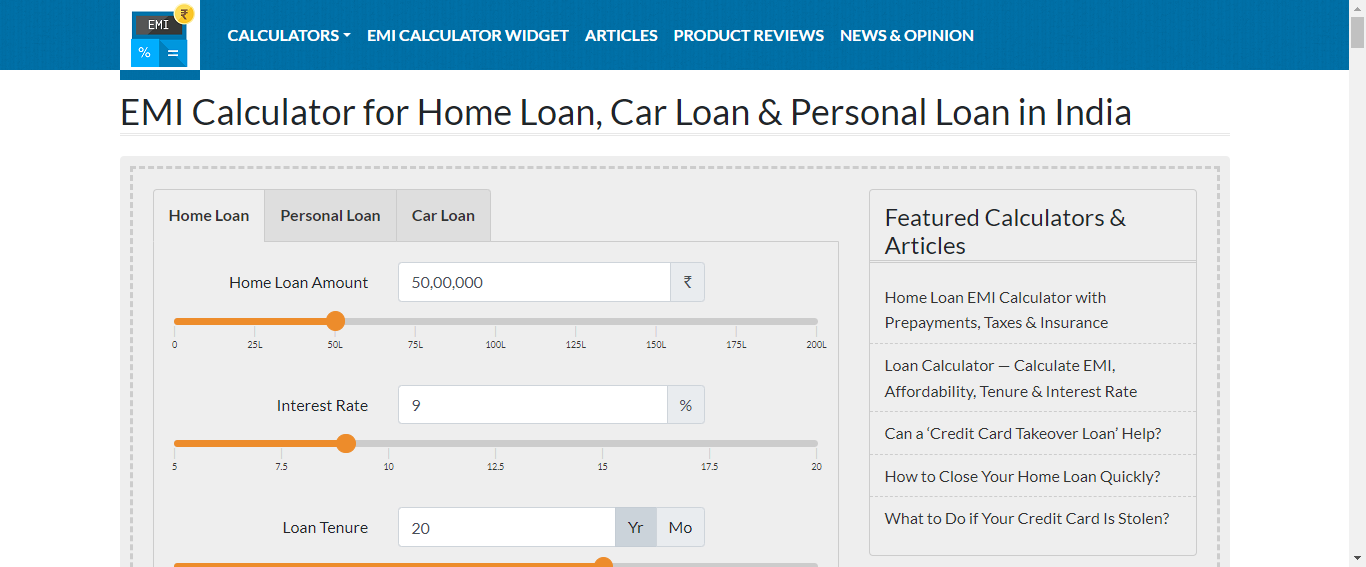 EMI ₹
% =
CALCULATORS EMI CALCULATOR WIDGET ARTICLES PRODUCT REVIEWS NEWS & OPINION
EMI Calculator for Home Loan, Car Loan & Personal Loan in India
Home Loan Personal Loan Car Loan
Home Loan Amount 50,00,000 ₹
0 25L 50L 75L 100L 125L 150L 175L 200L
Interest Rate 9 %
5 7.5 10 12.5 15 17.5 20
Loan Tenure 20 Yr Mo
Featured Calculators &
Articles
Home Loan EMI Calculator with
Prepayments, Taxes & Insurance
Loan Calculator — Calculate EMI,
Affordability, Tenure & Interest Rate
Can a ‘Credit Card Takeover Loan’ Help?
How to Close Your Home Loan Quickly?
What to Do if Your Credit Card Is Stolen?